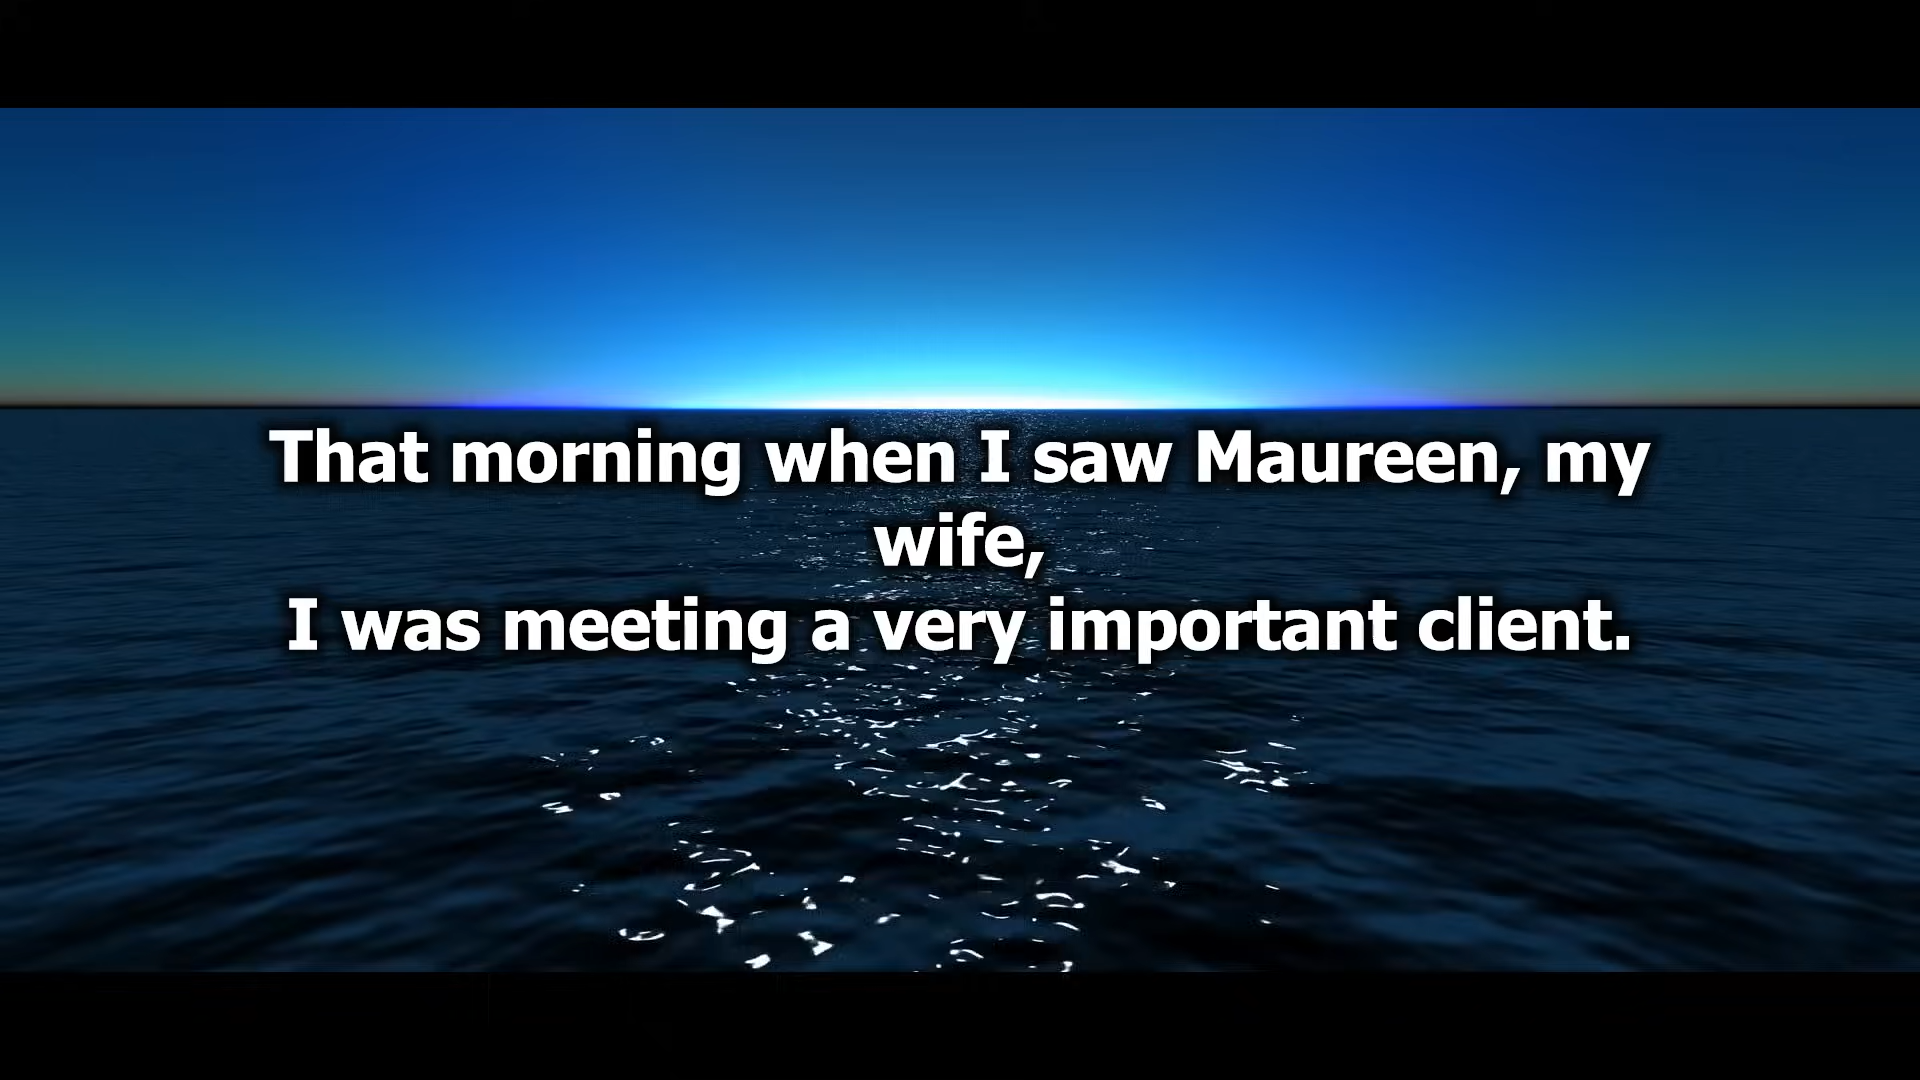 That morning when I saw Maureen, my
wife,
I was meeting a very important client.